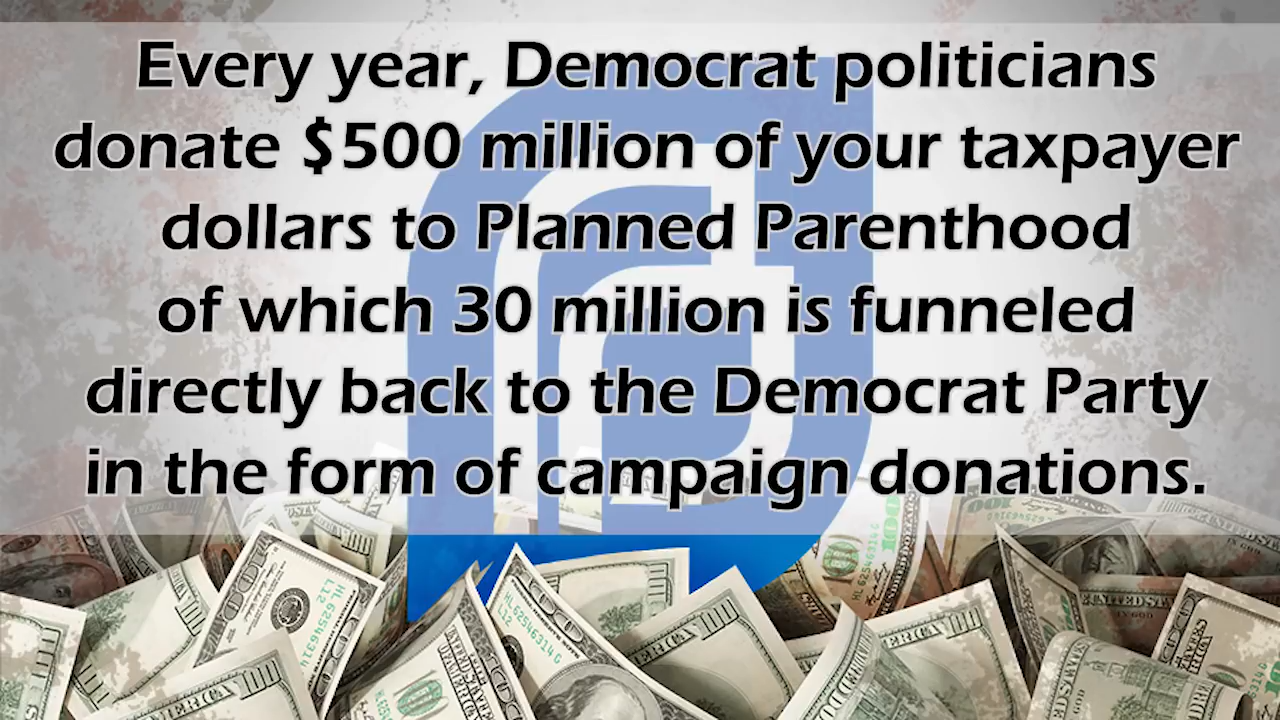 Every year, Democrat politicians
donate $500 million of your taxpayer
dollars to Planned Parenthood
of which 30 million is funneled
directly back to the Democrat Party
in the form of campaign donations.